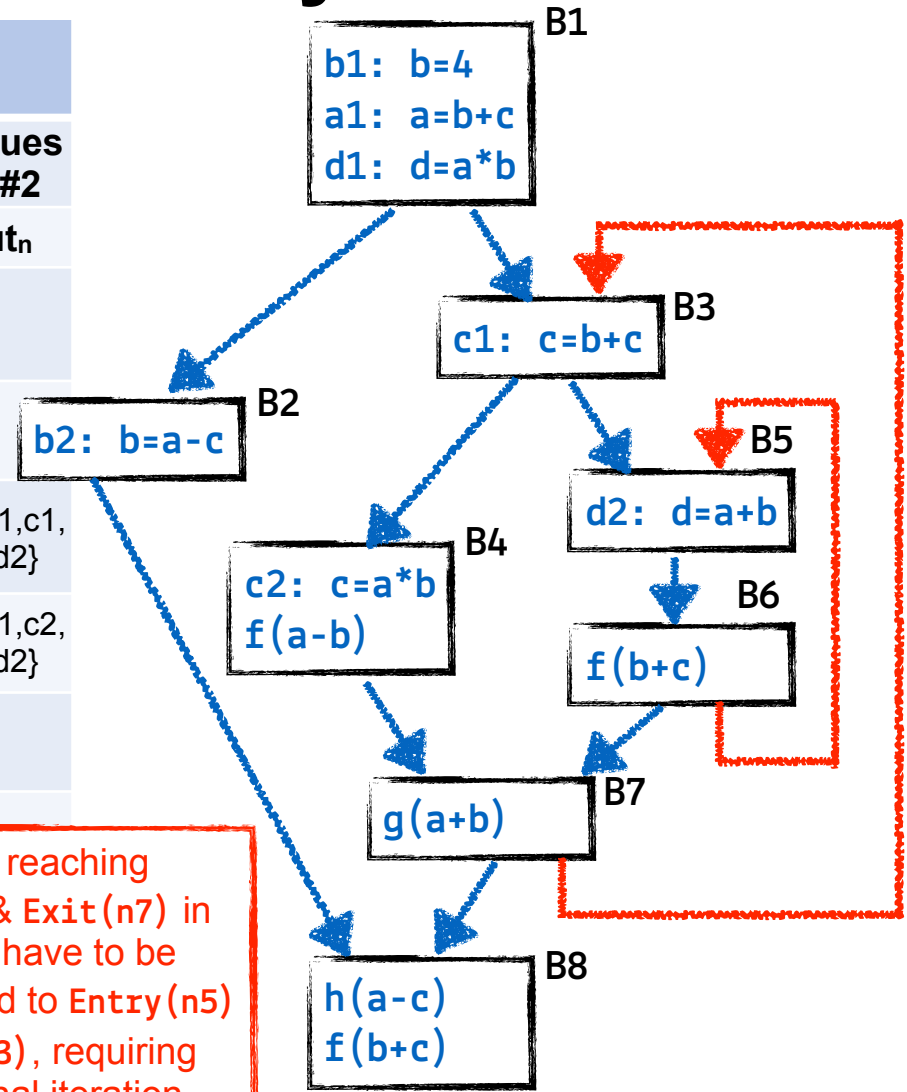 B1
b1: b=4
a1: a=b+c
d1: d=a*b
ues
#2
B3
c1: c=b+c
B2
b2: b=a-c
B5
d2: d=a+b
1,c1,
d2}
B4
c2: c=a*b
f(a-b)
B6
f(b+c)
1,c2,
d2}
B7
g(a+b)
reaching
& Exit(n7) in
have to be
d to Entry(n5)
3), requiring
B8
h(a-c)
f(b+c)